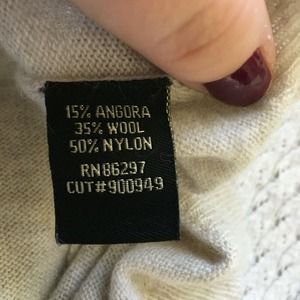 15% ANGORA
35% WOOL
50% NYLON
RN86297
CUT#900949